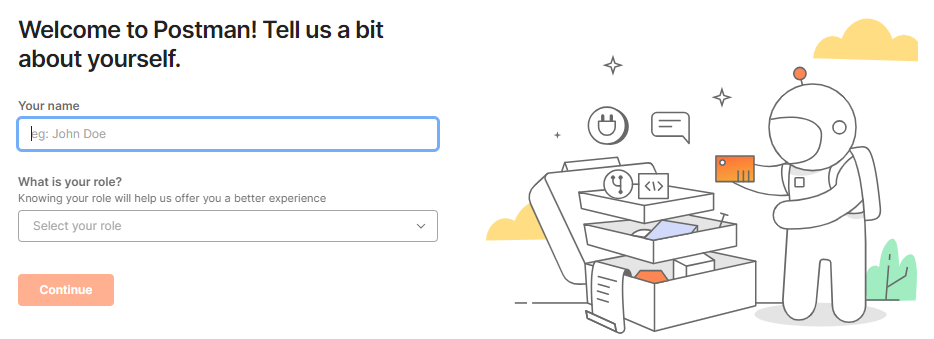 Welcome to Postman! Tell us a bit
about yourself.
Your name
eg: John Doe
What is your role?
Knowing your role will help us offer you a better experience
Select your role
Continue